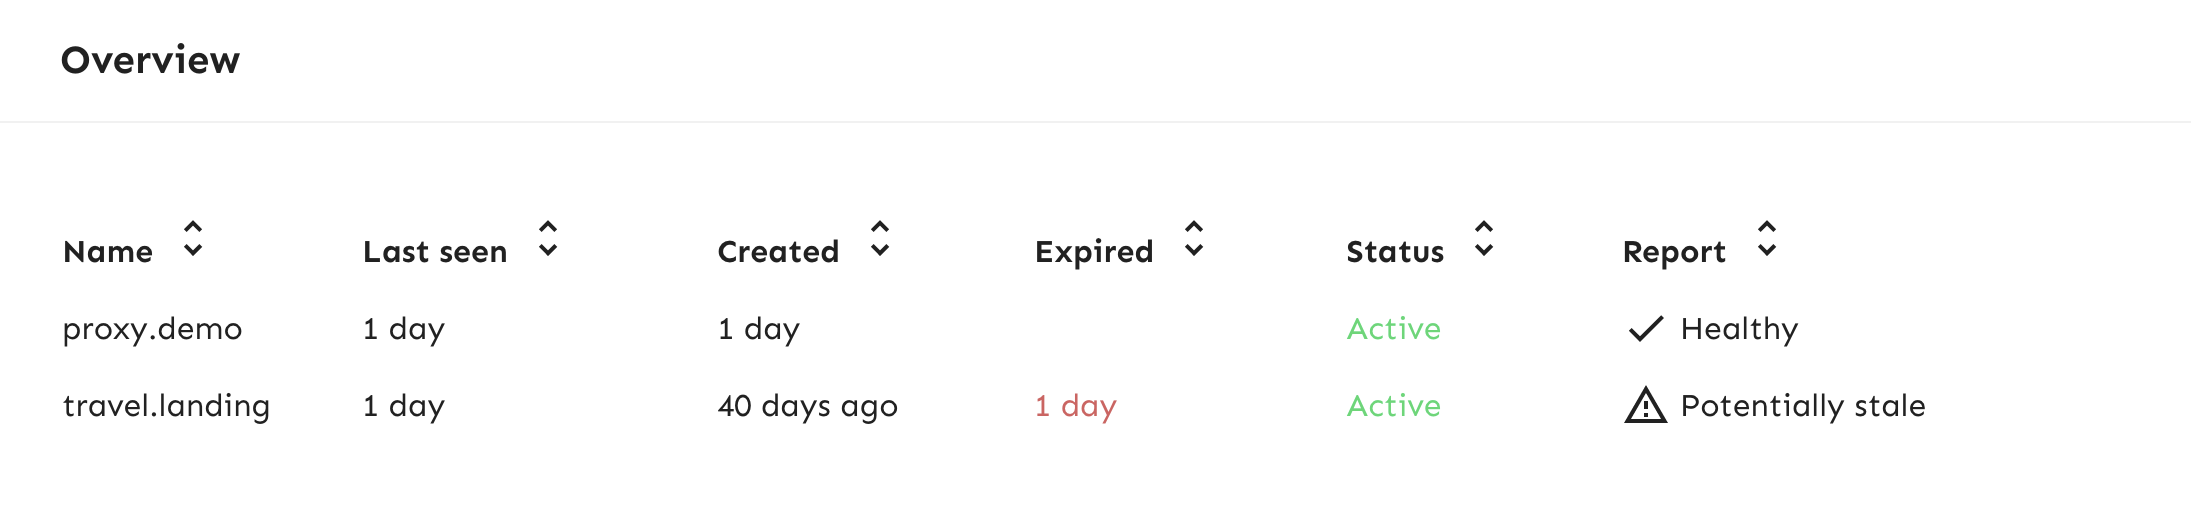 Overview
Name Last seen Created Expired Status Report
proxy.demo 1 day 1 day Active Healthy
travel.landing 1 day 40 days ago 1 day Active Potentially stale